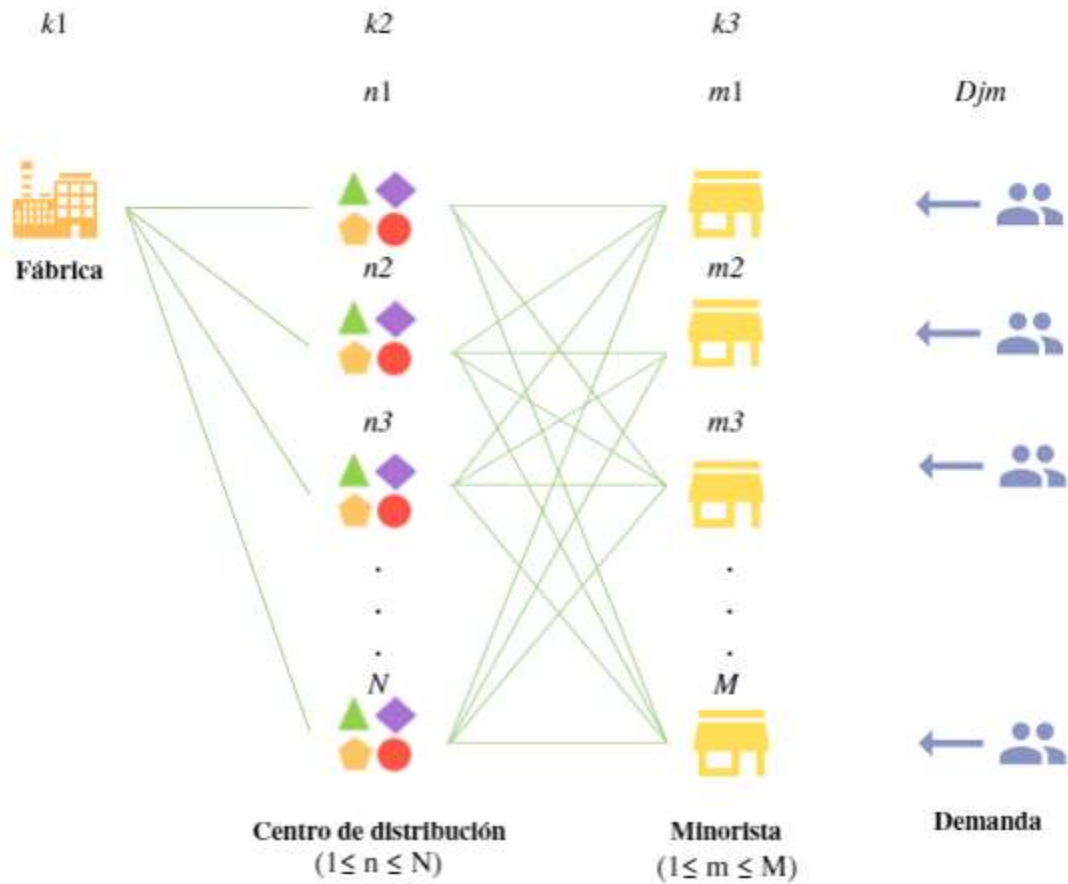 k1 k2 k3
n1 m1 Djm
Fábrica
n2 m2
n3 m3
. .
. .
. .
N M
Centro de distribución
(1≤ n ≤ N)
Minorista
(1≤ m ≤ M)
Demanda